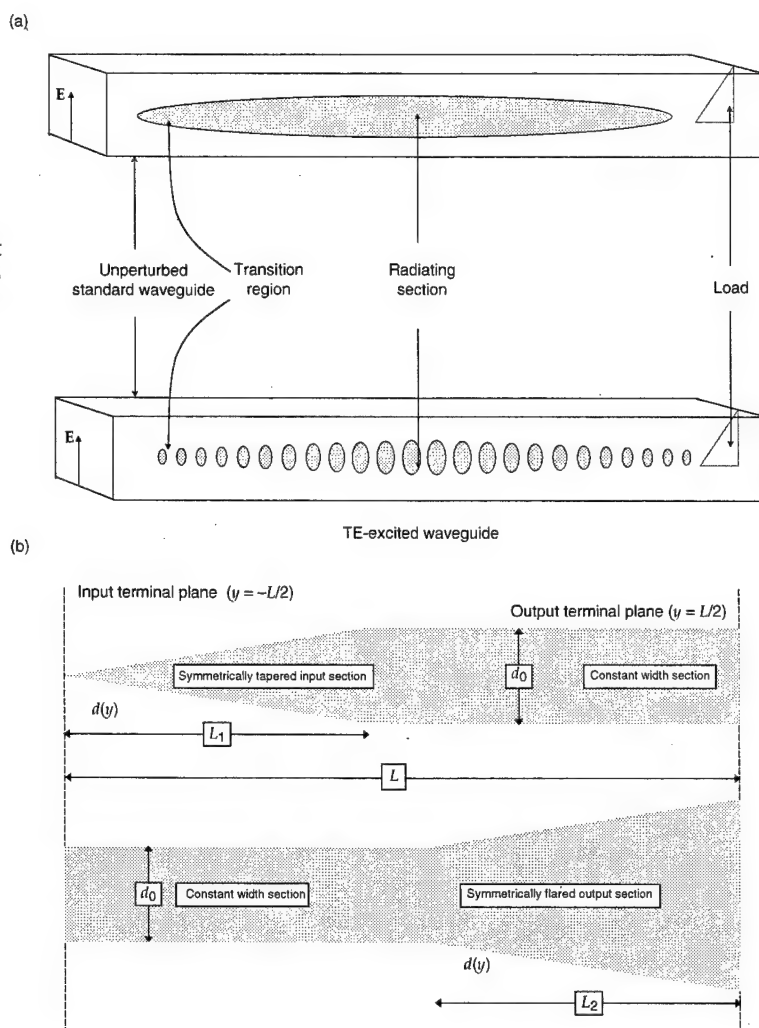 (a)
E
Unperturbed
standard waveguide
Transition
region
Radiating
section
Load
E
TE-excited waveguide
(b)
Input terminal plane (y = –L/2)
Output terminal plane (y = L/2)
Symmetrically tapered input section
d0
Constant width section
d(y)
L1
L
d0
Constant width section
Symmetrically flared output section
d(y)
L2